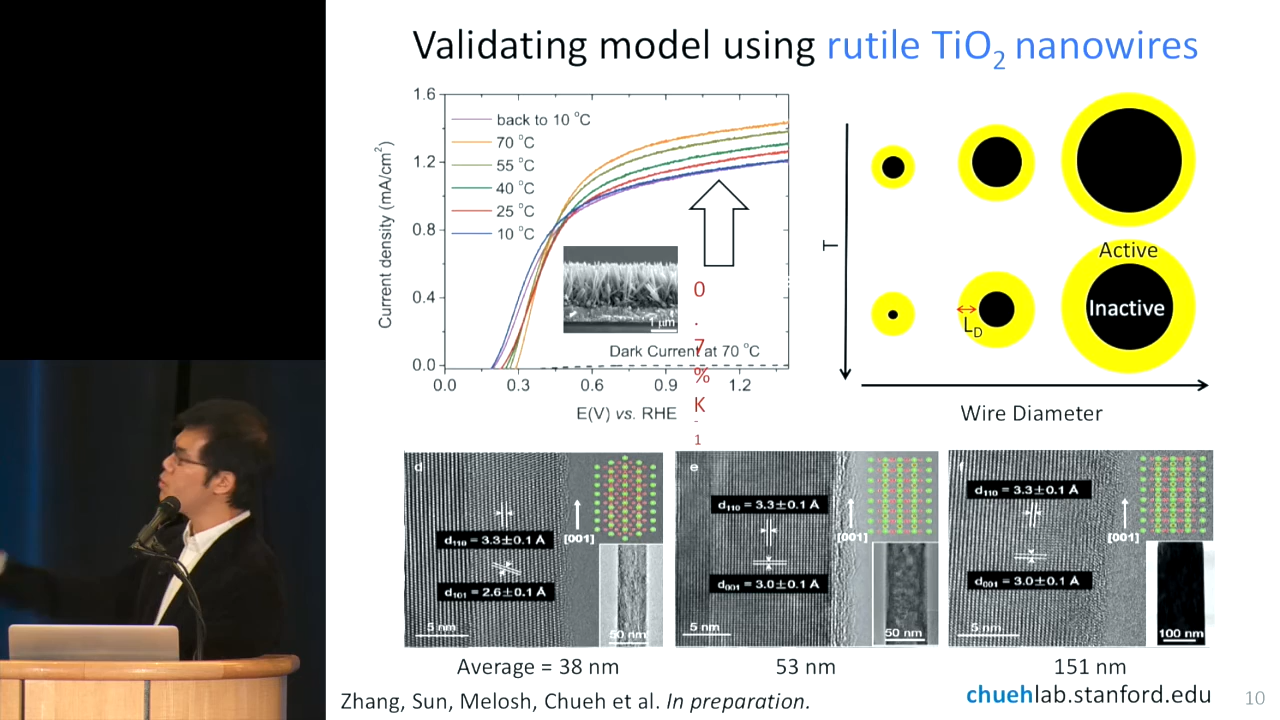 Validating model using rutile TiO₂ nanowires
1.6
1.2
0.8
0.4
0.0
Current density (mA/cm²)
back to 10 °C
70 °C
55 °C
40 °C
25 °C
10 °C
1 μm
Dark Current at 70 °C
0.0 0.3 0.6 0.9 1.2
E(V) vs. RHE
0
.
7
%
K
-
1
T
Active
Inactive
L_D
Wire Diameter
d
d₁₁₀ = 3.3±0.1 Å
d₁₀₁ = 2.6±0.1 Å
[001]
5 nm
50 nm
e
d₁₁₀ = 3.3±0.1 Å
d₀₀₁ = 3.0±0.1 Å
[001]
5 nm
50 nm
f
d₁₁₀ = 3.3±0.1 Å
d₀₀₁ = 3.0±0.1 Å
[001]
5 nm
100 nm
Average = 38 nm
53 nm
151 nm
Zhang, Sun, Melosh, Chueh et al. In preparation.
chuehlab.stanford.edu
10